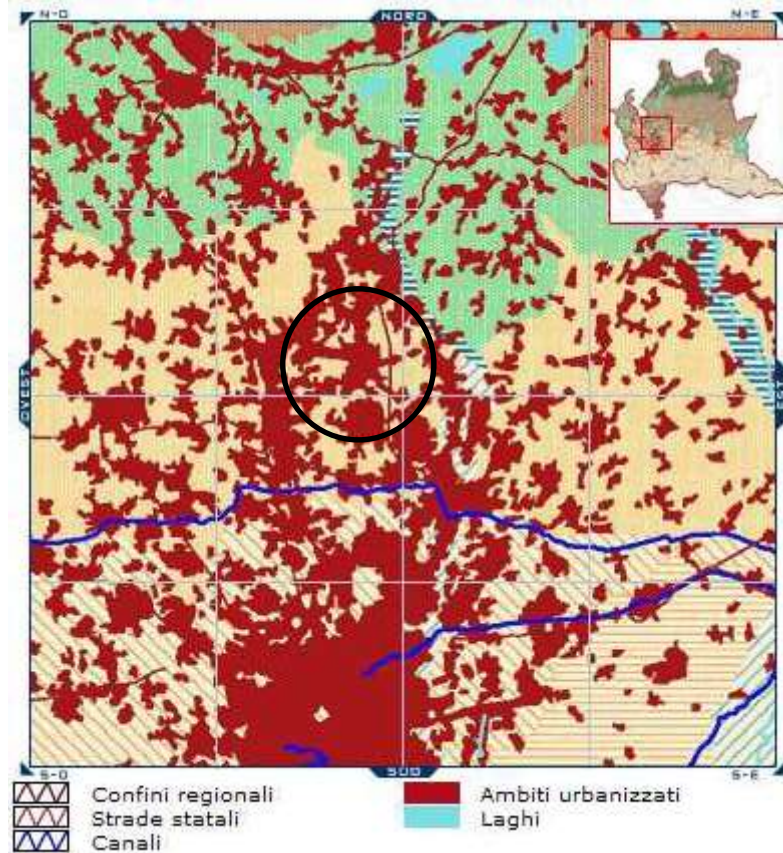 N-O NORD N-E
OVEST
S-O SUD S-E
Confini regionali
Strade statali
Canali
Ambiti urbanizzati
Laghi